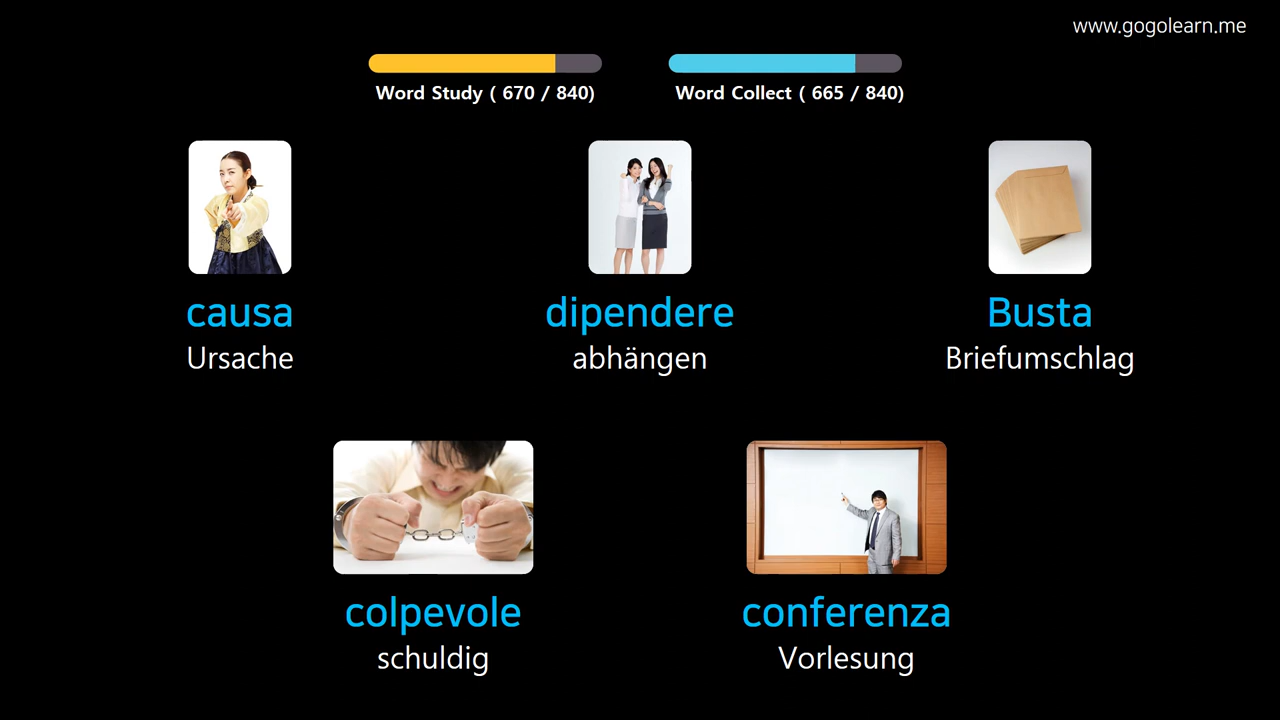 www.gogolearn.me
Word Study ( 670 / 840)
Word Collect ( 665 / 840)
causa
Ursache
dipendere
abhängen
Busta
Briefumschlag
colpevole
schuldig
conferenza
Vorlesung